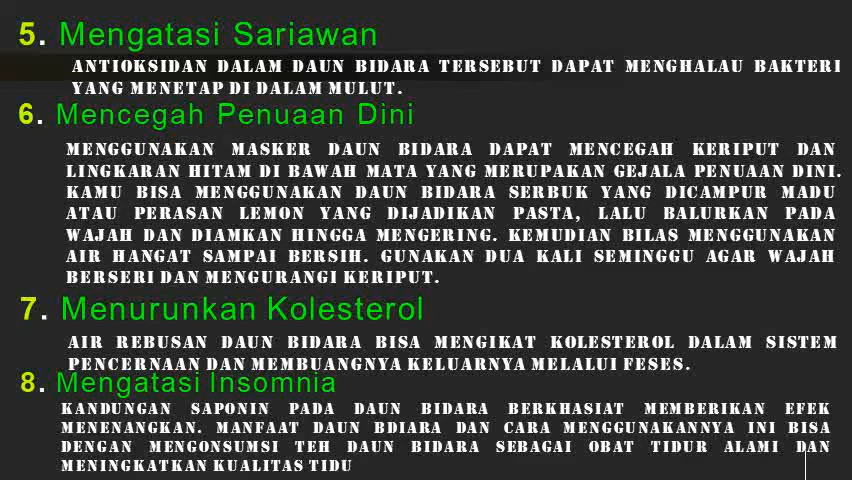 5. Mengatasi Sariawan
ANTIOKSIDAN DALAM DAUN BIDARA TERSEBUT DAPAT MENGHALAU BAKTERI
YANG MENETAP DI DALAM MULUT.
6. Mencegah Penuaan Dini
MENGGUNAKAN MASKER DAUN BIDARA DAPAT MENCEGAH KERIPUT DAN
LINGKARAN HITAM DI BAWAH MATA YANG MERUPAKAN GEJALA PENUAAN DINI.
KAMU BISA MENGGUNAKAN DAUN BIDARA SERBUK YANG DICAMPUR MADU
ATAU PERASAN LEMON YANG DIJADIKAN PASTA, LALU BALURKAN PADA
WAJAH DAN DIAMKAN HINGGA MENGERING. KEMUDIAN BILAS MENGGUNAKAN
AIR HANGAT SAMPAI BERSIH. GUNAKAN DUA KALI SEMINGGU AGAR WAJAH
BERSERI DAN MENGURANGI KERIPUT.
7. Menurunkan Kolesterol
AIR REBUSAN DAUN BIDARA BISA MENGIKAT KOLESTEROL DALAM SISTEM
PENCERNAAN DAN MEMBUANGNYA KELUARNYA MELALUI FESES.
8. Mengatasi Insomnia
KANDUNGAN SAPONIN PADA DAUN BIDARA BERKHASIAT MEMBERIKAN EFEK
MENENANGKAN. MANFAAT DAUN BDIARA DAN CARA MENGGUNAKANNYA INI BISA
DENGAN MENGONSUMSI TEH DAUN BIDARA SEBAGAI OBAT TIDUR ALAMI DAN
MENINGKATKAN KUALITAS TIDU